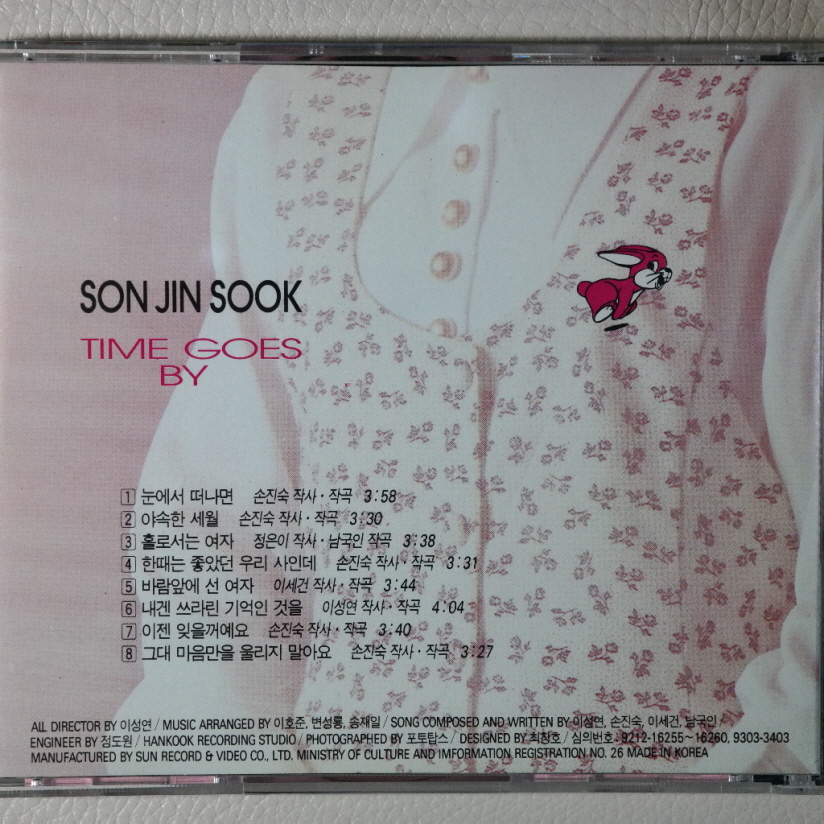 SON JIN SOOK
TIME GOES
BY
1 눈에서 떠나면 손진숙 작사·작곡 3:58
2 야속한 세월 손진숙 작사·작곡 3:30
3 홀로서는 여자 정은이 작사·남국인 작곡 3:38
4 한때는 좋았던 우리 사인데 손진숙 작사·작곡 3:31
5 바람앞에 선 여자 이세건 작사·작곡 3:44
6 내겐 쓰라린 기억인 것을 이성연 작사·작곡 4:04
7 이젠 잊을꺼예요 손진숙 작사·작곡 3:40
8 그대 마음만을 울리지 말아요 손진숙 작사·작곡 3:27
ALL DIRECTOR BY 이성연 / MUSIC ARRANGED BY 이호준, 변성룡, 송재일 / SONG COMPOSED AND WRITTEN BY 이성연, 손진숙, 이세건, 남국인 /
ENGINEER BY 정도원 / HANKOOK RECORDING STUDIO / PHOTOGRAPHED BY 포토탑스 / DESIGNED BY 최창호 / 심의번호: 9212-16255~16260, 9303-3403
MANUFACTURED BY SUN RECORD & VIDEO CO., LTD. MINISTRY OF CULTURE AND IMFORMATION REGISTRATION NO. 26 MADE IN KOREA